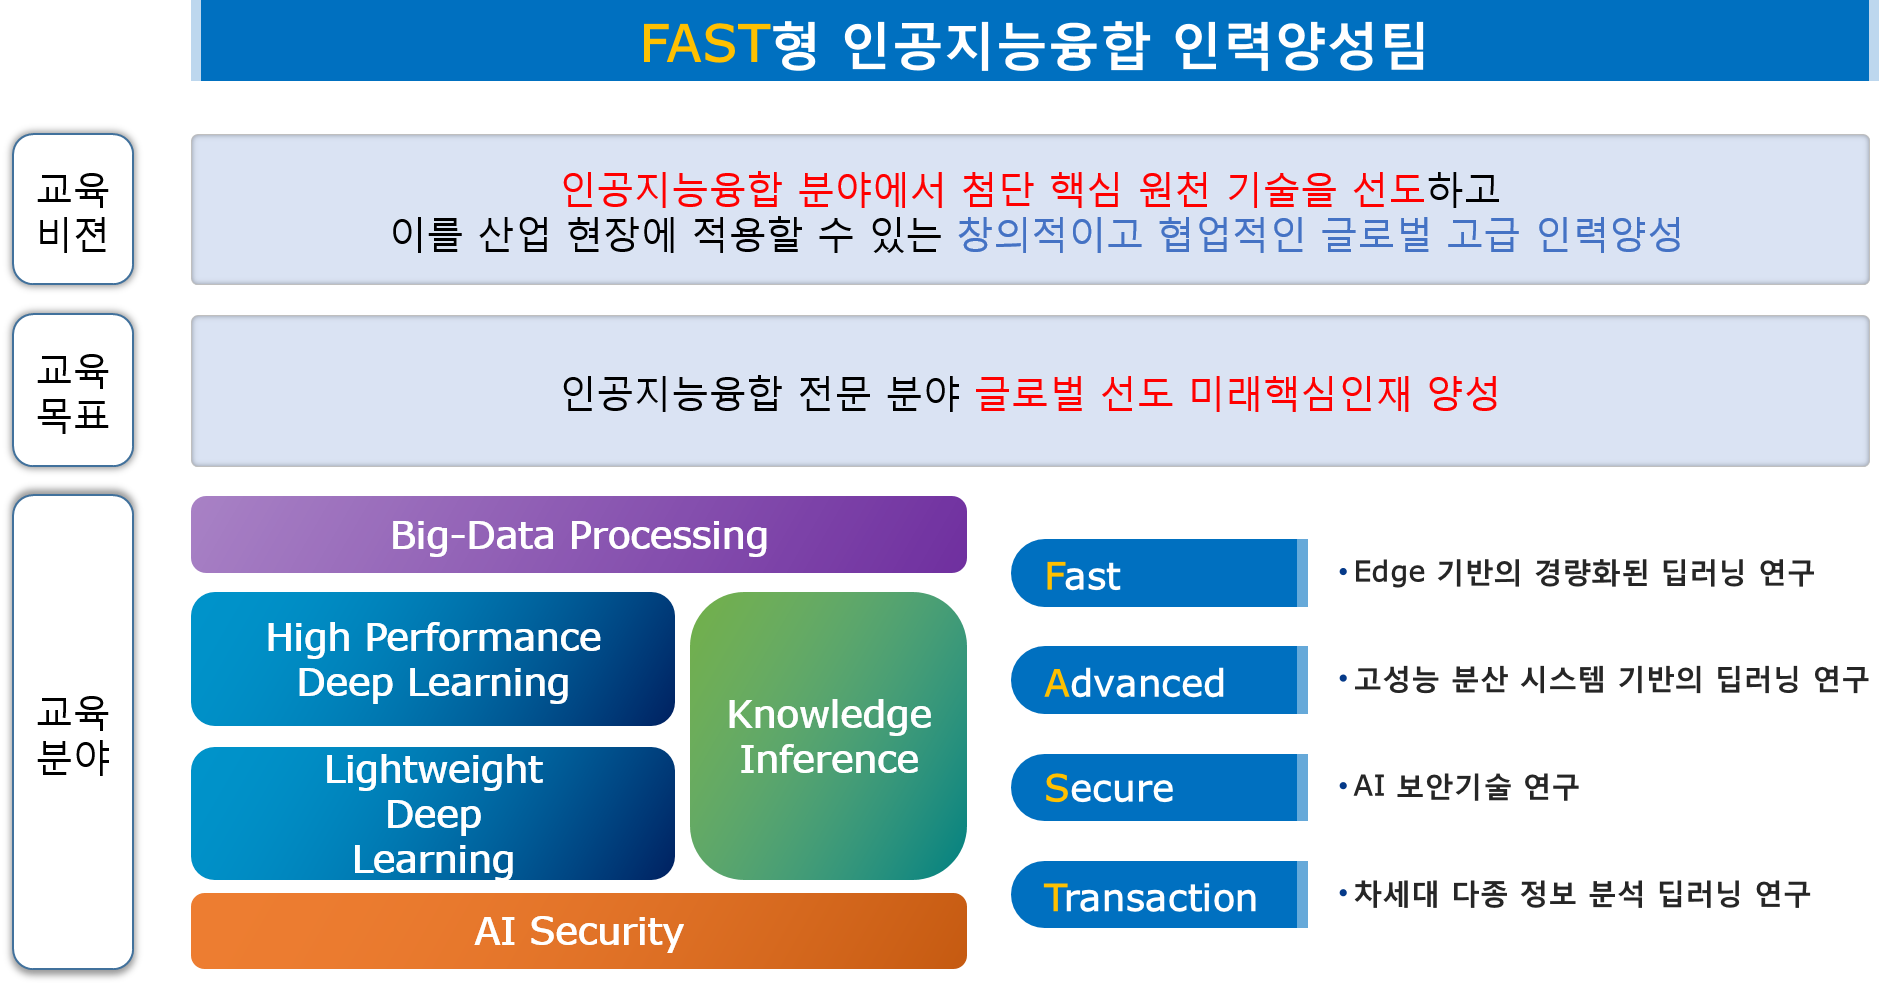 FAST형 인공지능융합 인력양성팀
교육
비젼
인공지능융합 분야에서 첨단 핵심 원천 기술을 선도하고
이를 산업 현장에 적용할 수 있는 창의적이고 협업적인 글로벌 고급 인력양성
교육
목표
인공지능융합 전문 분야 글로벌 선도 미래핵심인재 양성
교육
분야
Big-Data Processing
High Performance
Deep Learning
Lightweight
Deep
Learning
Knowledge
Inference
AI Security
Fast
•Edge 기반의 경량화된 딥러닝 연구
Advanced
•고성능 분산 시스템 기반의 딥러닝 연구
Secure
•AI 보안기술 연구
Transaction
•차세대 다종 정보 분석 딥러닝 연구